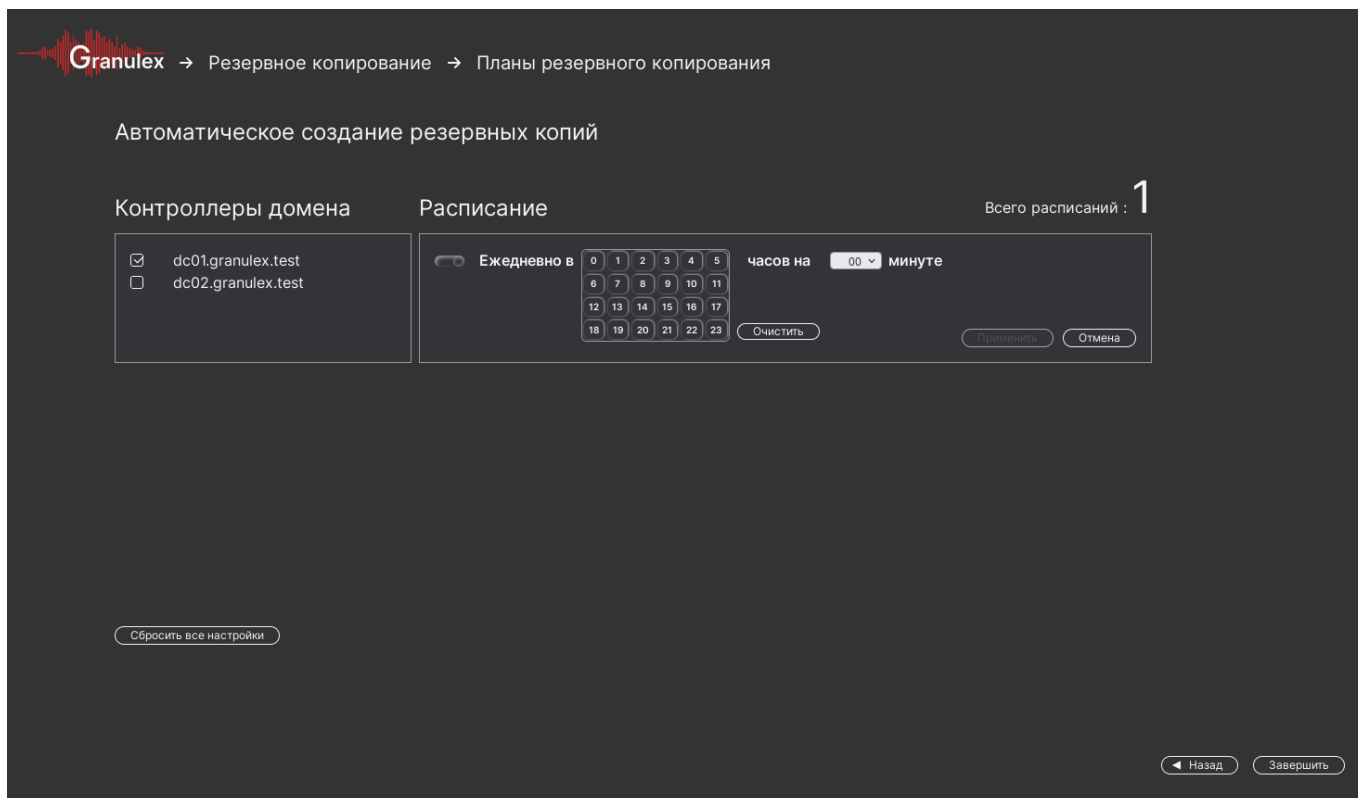 Granulex → Резервное копирование → Планы резервного копирования
Автоматическое создание резервных копий
Контроллеры домена
Расписание
Всего расписаний : 1
dc01.granulex.test
dc02.granulex.test
Ежедневно в
0 1 2 3 4 5
6 7 8 9 10 11
12 13 14 15 16 17
18 19 20 21 22 23
часов на 00 минуте
Очистить
Применить
Отмена
Сбросить все настройки
◀ Назад
Завершить